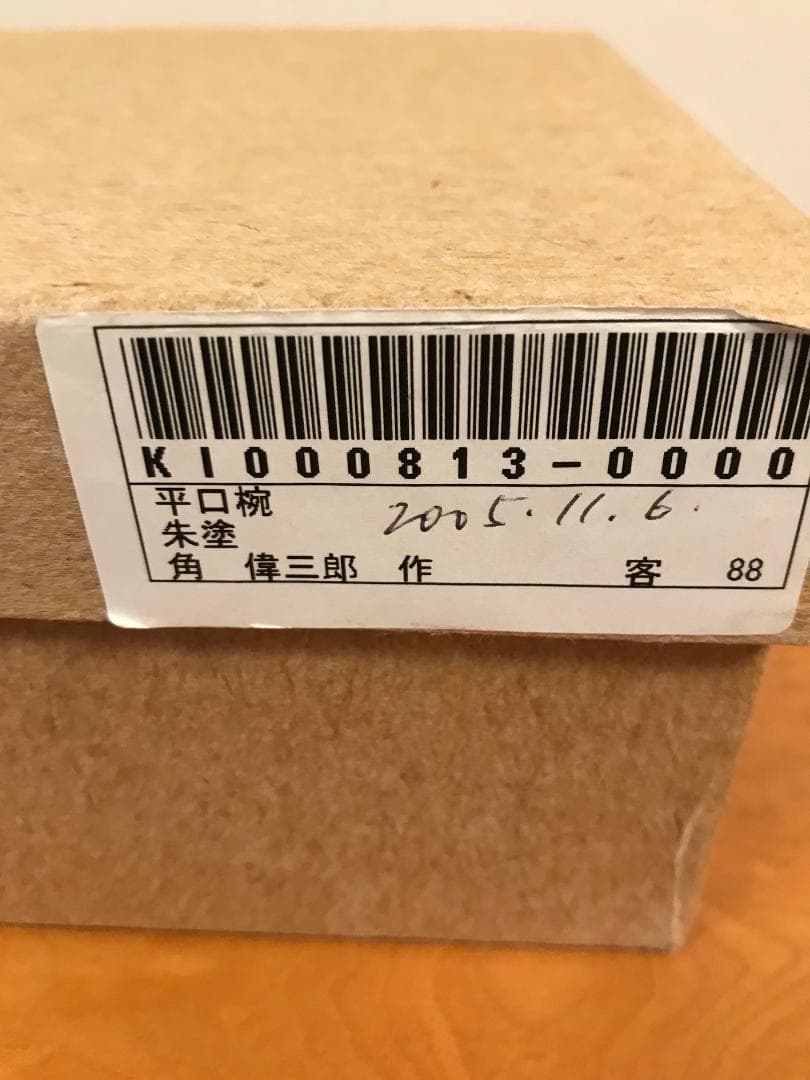 KI000813-0000
平口椀 2005.11.6.
朱塗
角 偉三郎 作 客 88